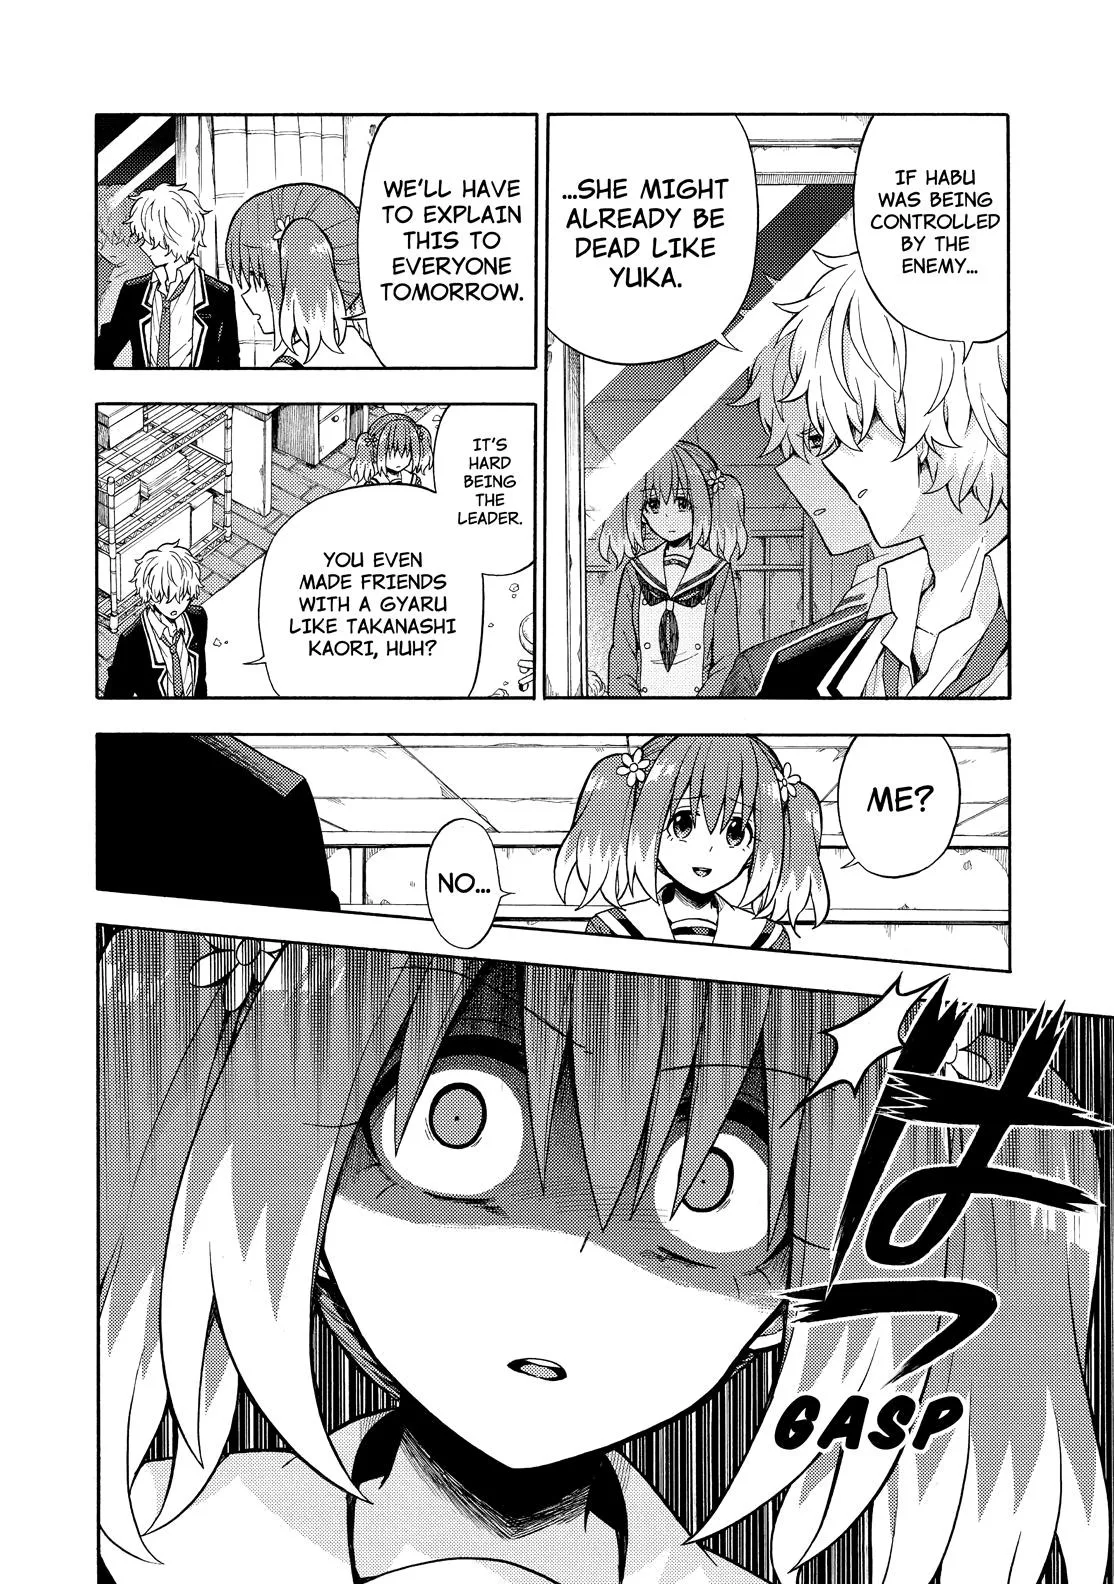 IF HABU
WAS BEING
CONTROLLED
BY THE
ENEMY...
...SHE MIGHT
ALREADY BE
DEAD LIKE
YUKA.
WE'LL HAVE
TO EXPLAIN
THIS TO
EVERYONE
TOMORROW.
IT'S
HARD
BEING
THE
LEADER.
YOU EVEN
MADE FRIENDS
WITH A GYARU
LIKE TAKANASHI
KAORI, HUH?
ME?
NO...
はっ
GASP